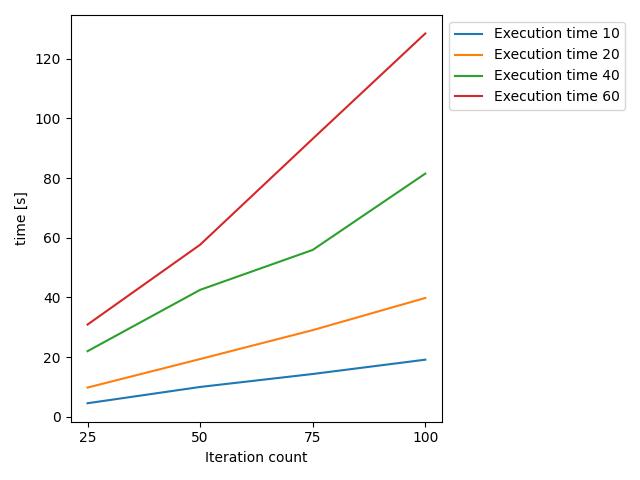 Execution time 10
Execution time 20
Execution time 40
Execution time 60
120
100
80
60
40
20
0
time [s]
25 50 75 100
Iteration count